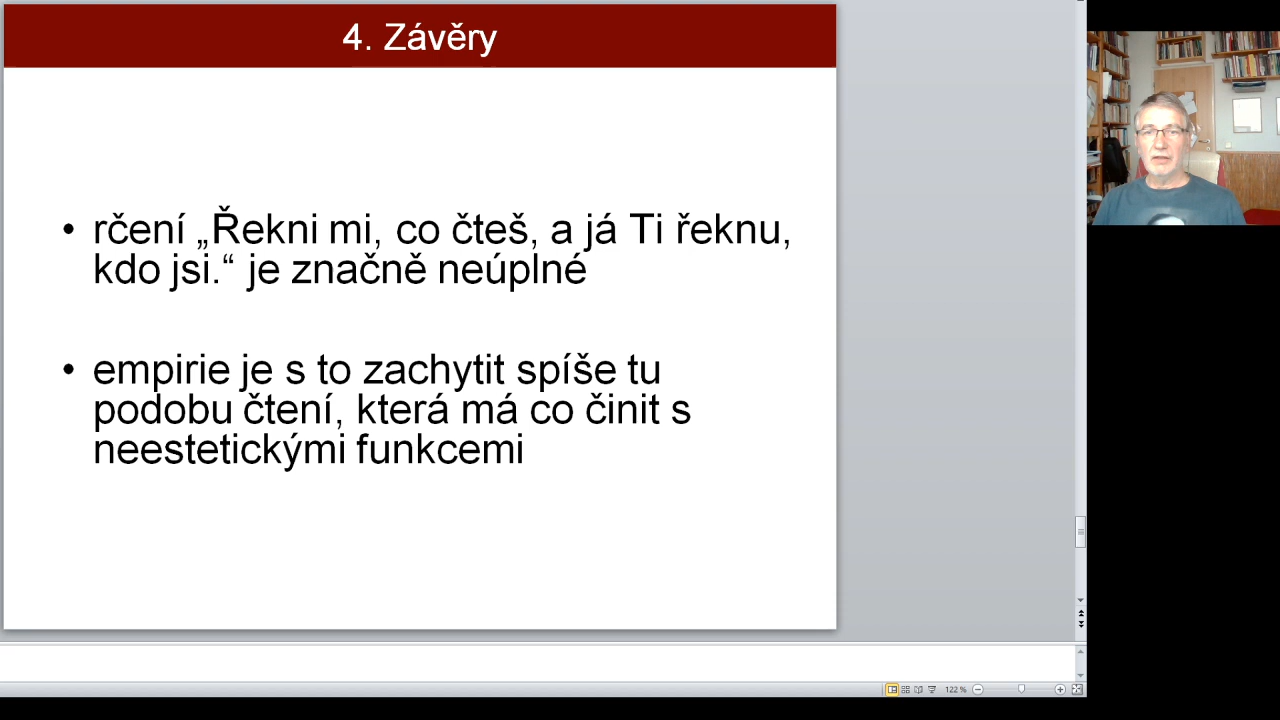 4. Závěry
• rčení „Řekni mi, co čteš, a já Ti řeknu,
kdo jsi.“ je značně neúplné
• empirie je s to zachytit spíše tu
podobu čtení, která má co činit s
neestetickými funkcemi
122 %